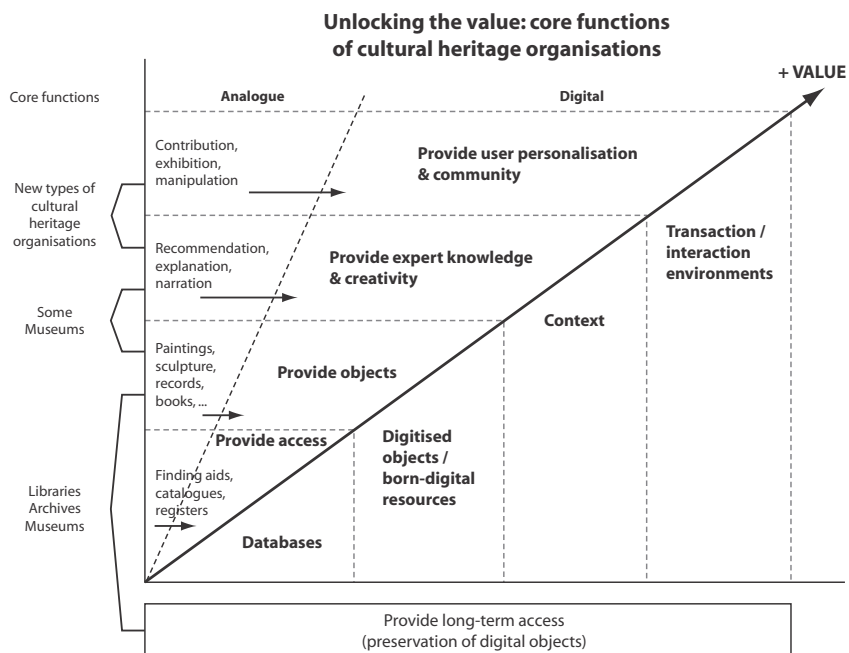 Unlocking the value: core functions
of cultural heritage organisations
+ VALUE
Core functions
Analogue
Digital
Contribution,
exhibition,
manipulation
Provide user personalisation
& community
New types of
cultural
heritage
organisations
Transaction /
interaction
environments
Recommendation,
explanation,
narration
Provide expert knowledge
& creativity
Some
Museums
Context
Paintings,
sculpture,
records,
books, ...
Provide objects
Provide access
Digitised
objects /
born-digital
resources
Libraries
Archives
Museums
Finding aids,
catalogues,
registers
Databases
Provide long-term access
(preservation of digital objects)